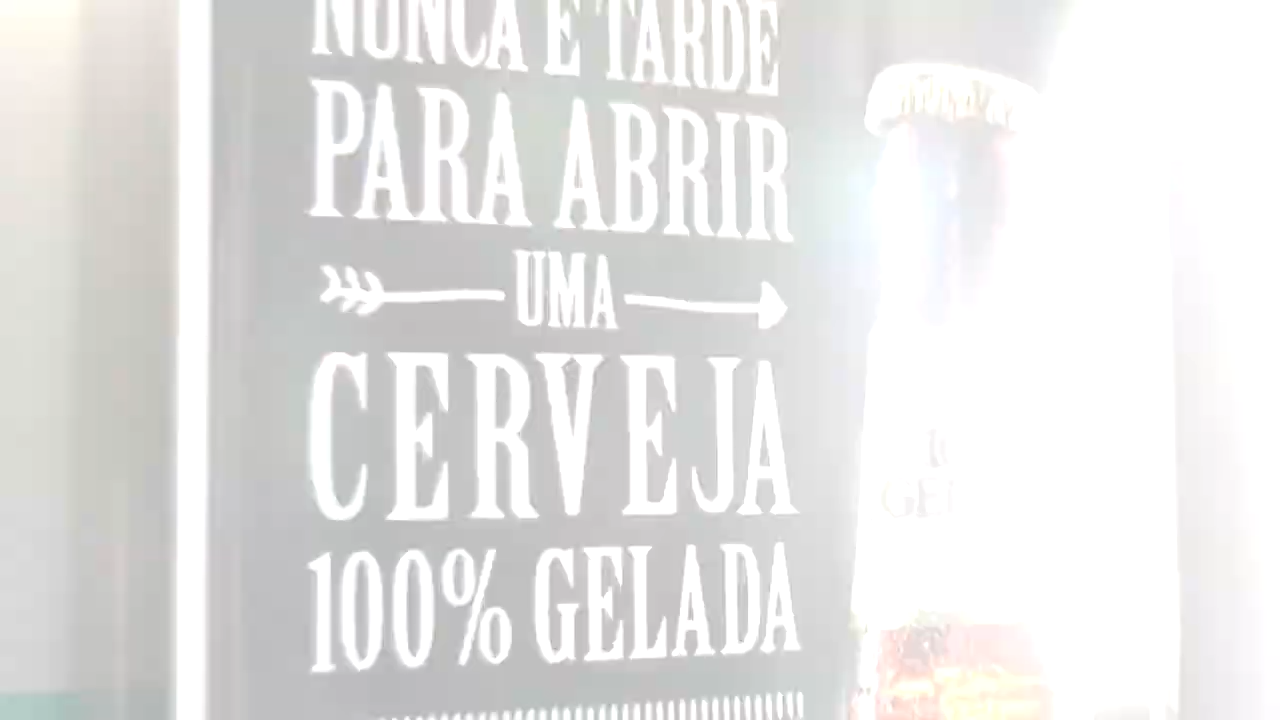 NUNCA É TARDE
PARA ABRIR
UMA
CERVEJA
100% GELADA